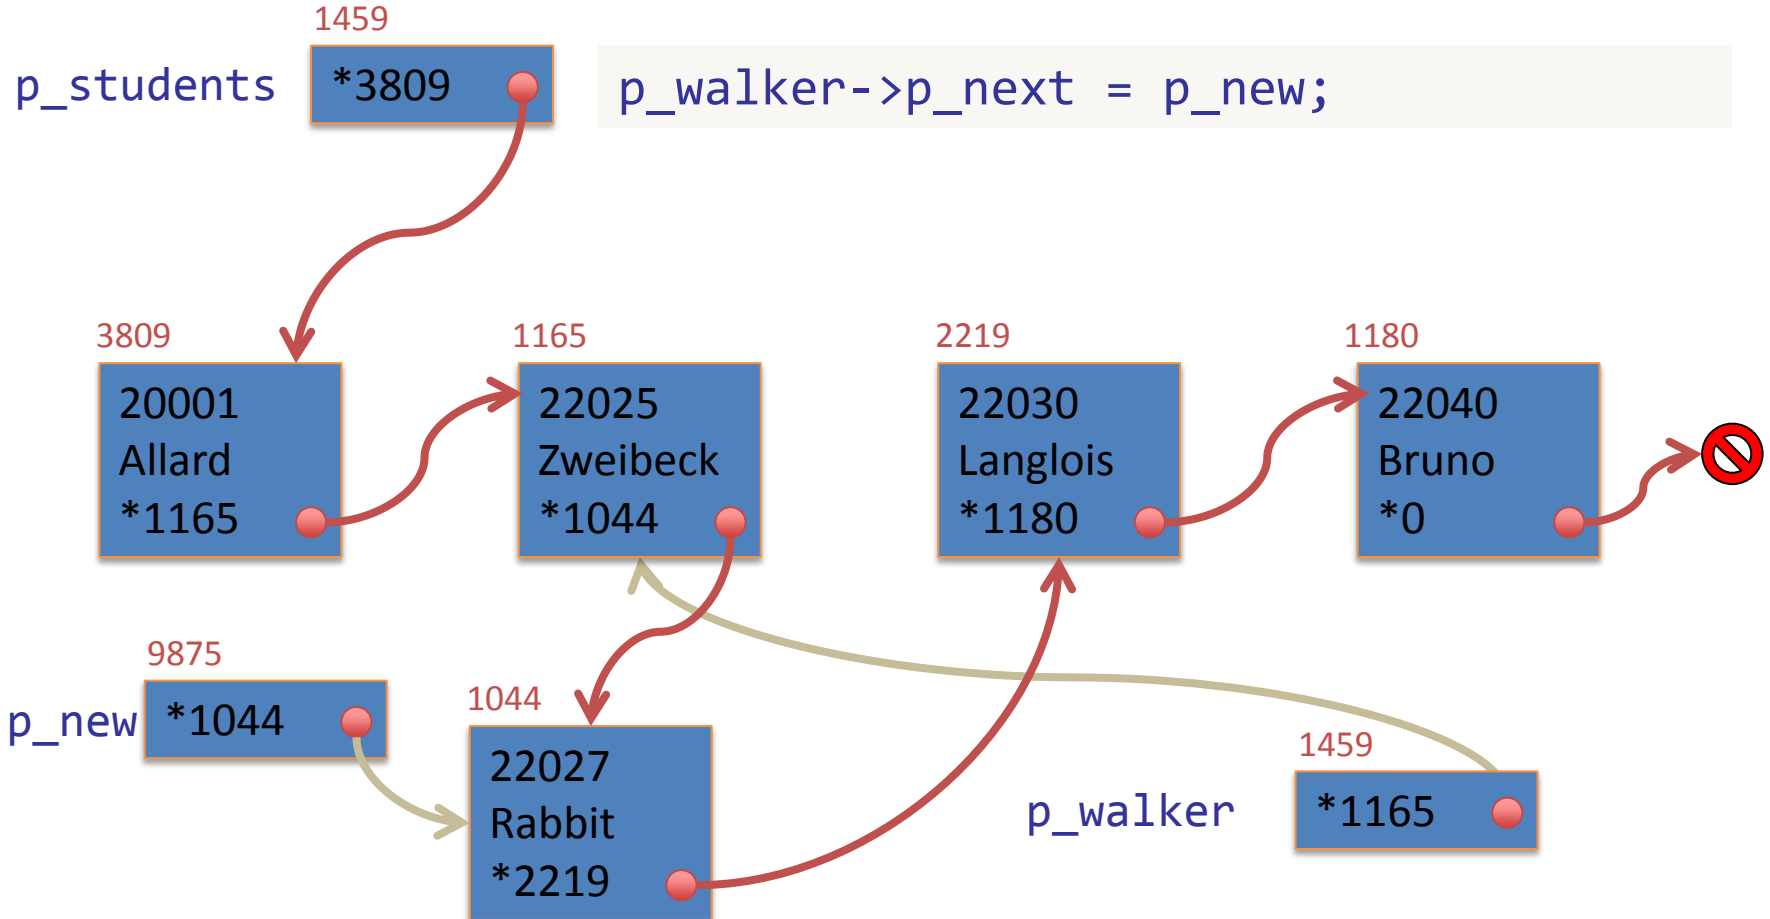 1459
p_students
*3809
p_walker->p_next = p_new;
3809
20001
Allard
*1165
1165
22025
Zweibeck
*1044
2219
22030
Langlois
*1180
1180
22040
Bruno
*0
9875
p_new
*1044
1044
22027
Rabbit
*2219
1459
p_walker
*1165